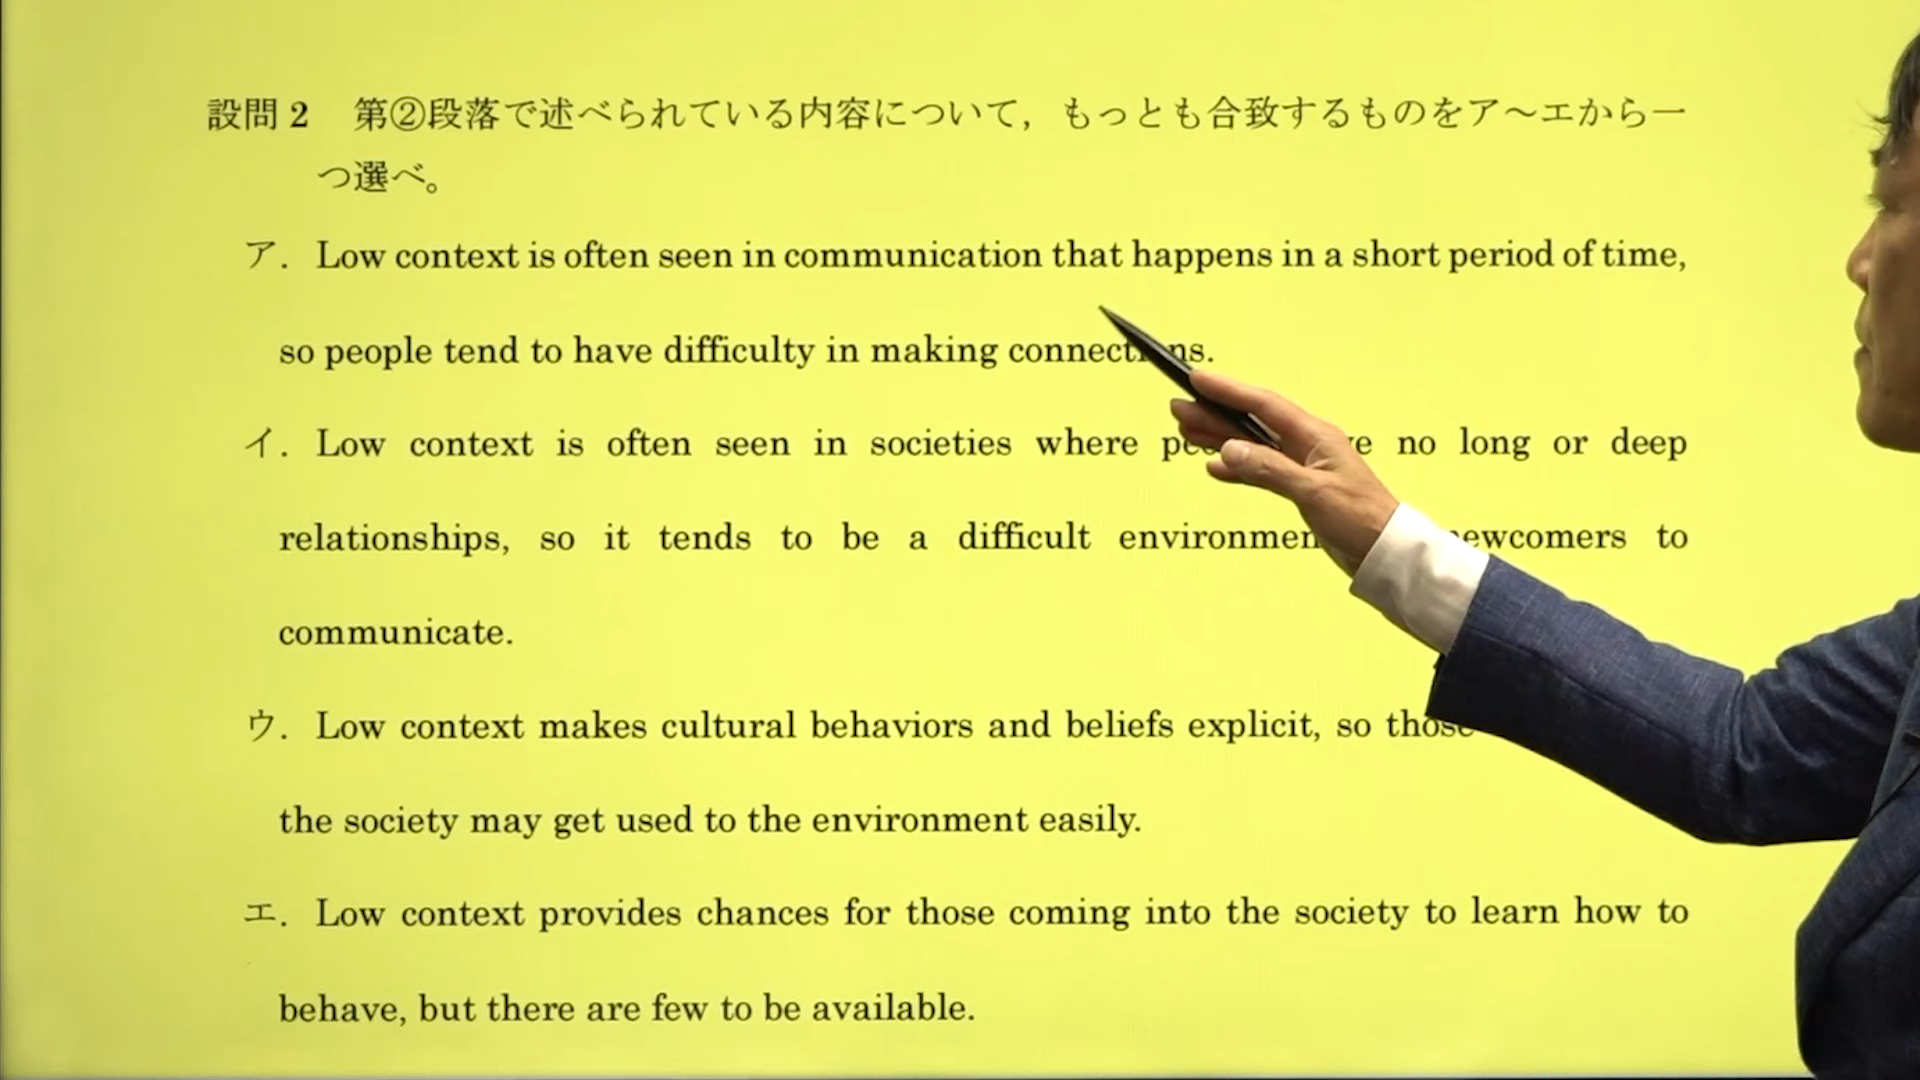 設問 2 第②段落で述べられている内容について，もっとも合致するものをア～エから一
つ選べ。
ア．Low context is often seen in communication that happens in a short period of time,
so people tend to have difficulty in making
イ．Low context is often seen in societies where no long or deep
relationships, so it tends to be a difficult to
communicate.
ウ．Low context makes cultural behaviors and beliefs explicit, so
the society may get used to the environment easily.
エ．Low context provides chances for those coming into the society to learn how to
behave, but there are few to be available.